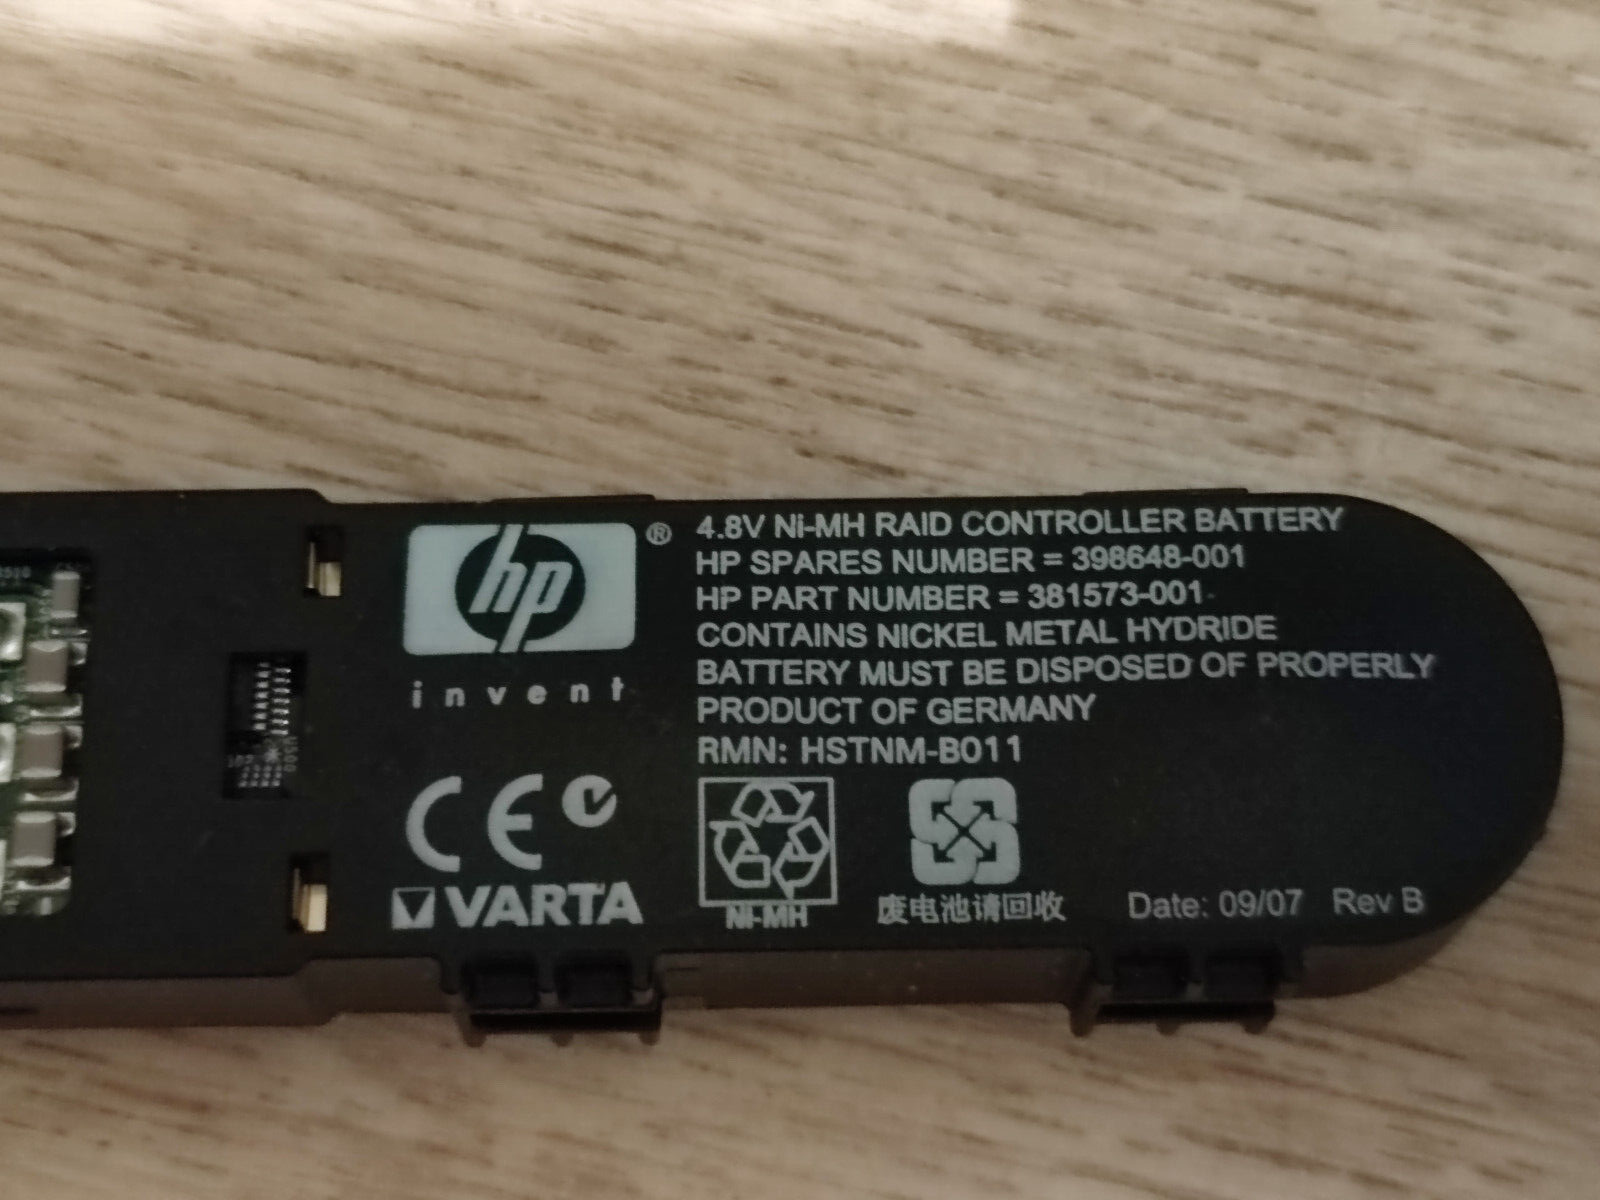 hp ®
invent
4.8V Ni-MH RAID CONTROLLER BATTERY
HP SPARES NUMBER = 398648-001
HP PART NUMBER = 381573-001
CONTAINS NICKEL METAL HYDRIDE
BATTERY MUST BE DISPOSED OF PROPERLY
PRODUCT OF GERMANY
RMN: HSTNM-B011
CE
VARTA
Ni-MH
废电池请回收
Date: 09/07 Rev B